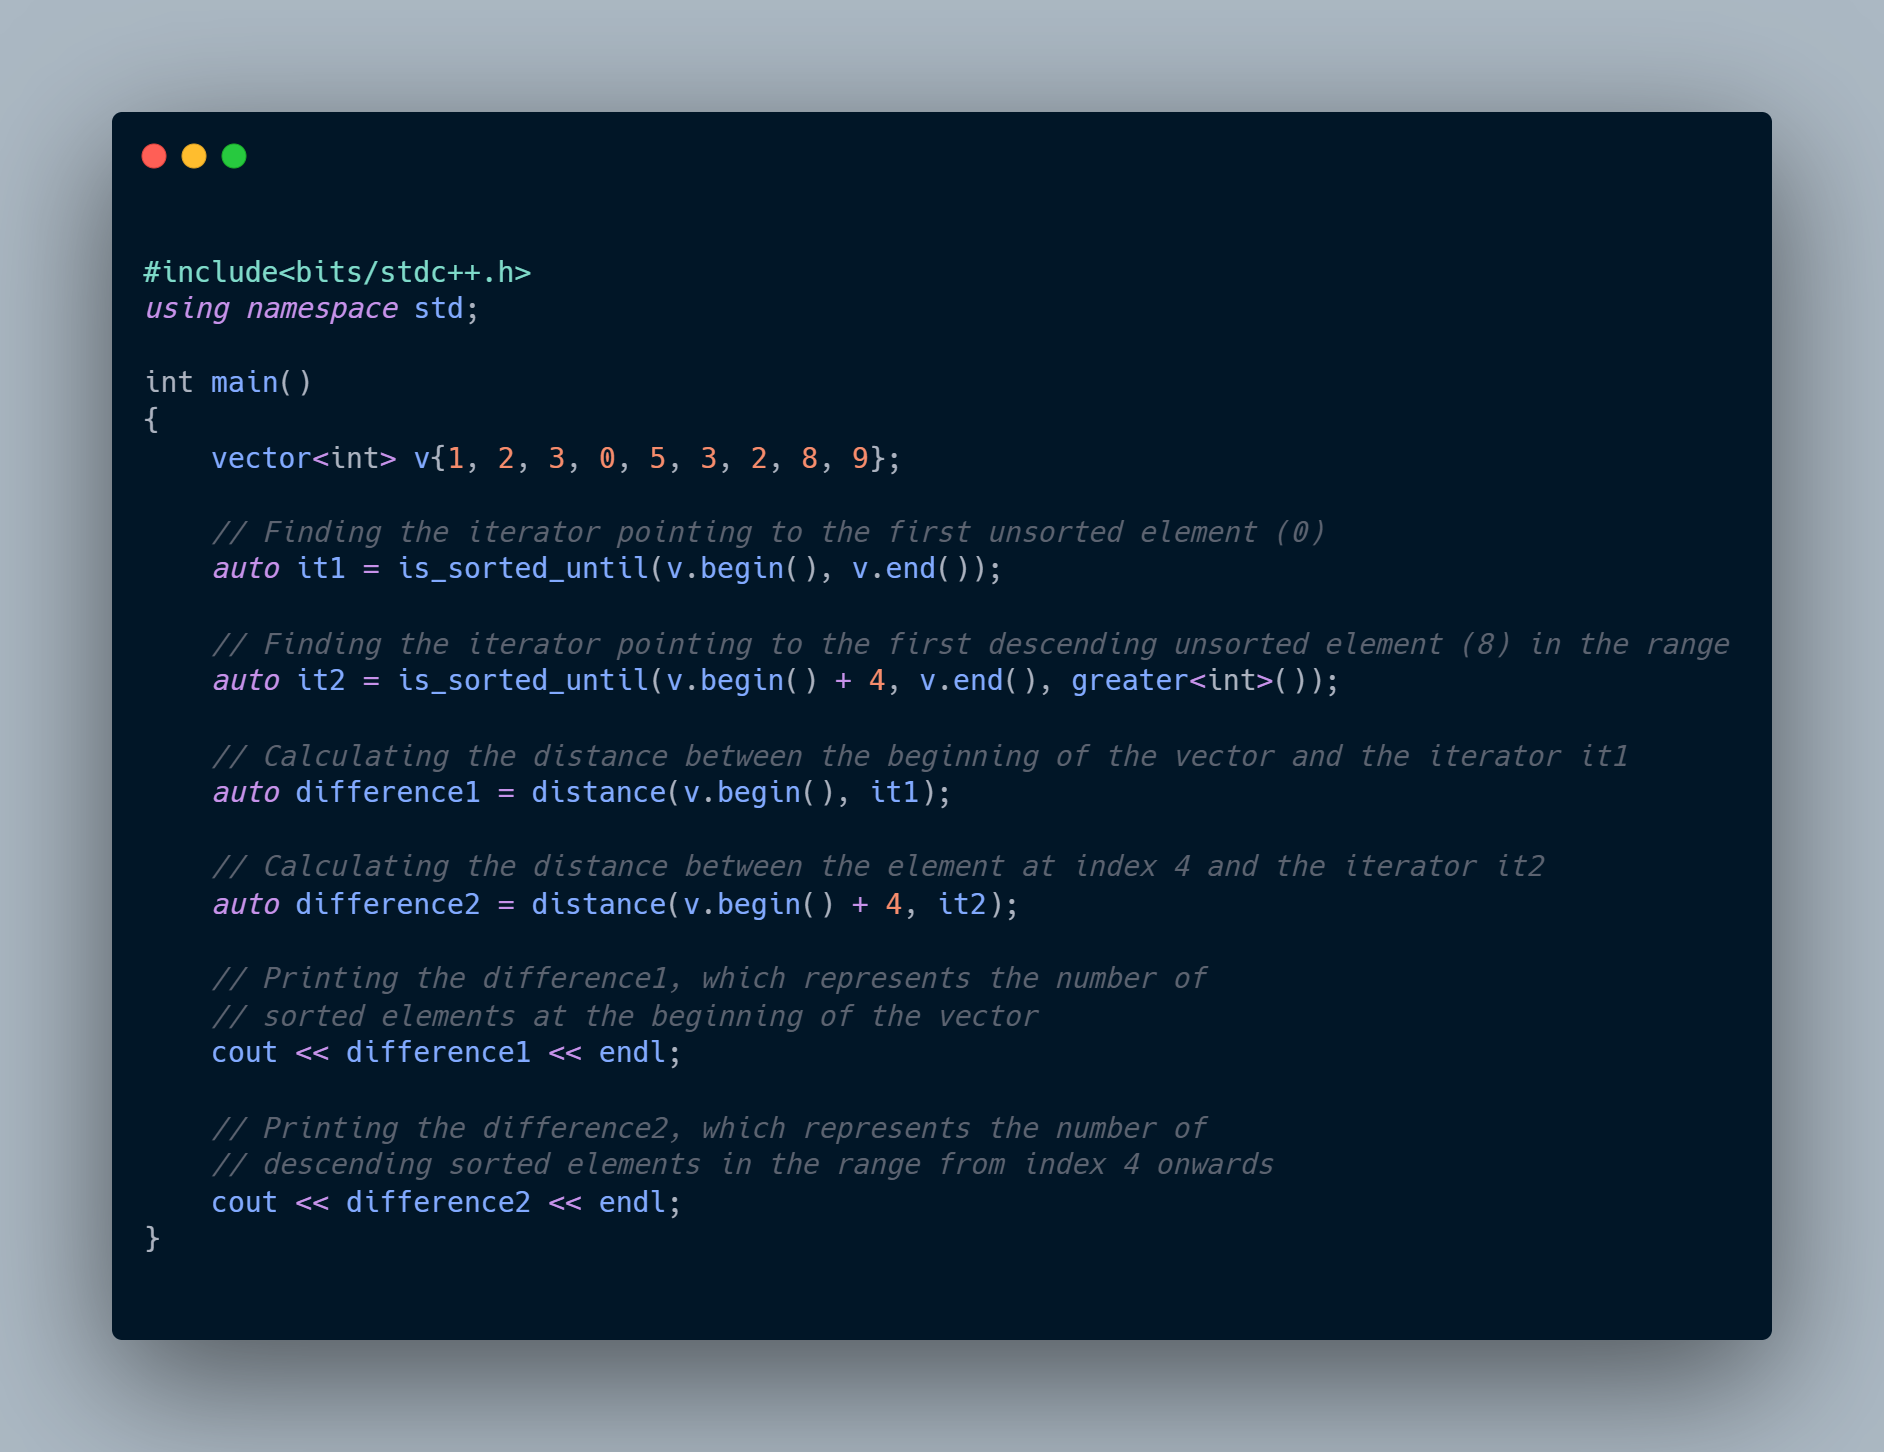 #include<bits/stdc++.h>
using namespace std;

int main()
{
    vector<int> v{1, 2, 3, 0, 5, 3, 2, 8, 9};

    // Finding the iterator pointing to the first unsorted element (0)
    auto it1 = is_sorted_until(v.begin(), v.end());

    // Finding the iterator pointing to the first descending unsorted element (8) in the range
    auto it2 = is_sorted_until(v.begin() + 4, v.end(), greater<int>());

    // Calculating the distance between the beginning of the vector and the iterator it1
    auto difference1 = distance(v.begin(), it1);

    // Calculating the distance between the element at index 4 and the iterator it2
    auto difference2 = distance(v.begin() + 4, it2);

    // Printing the difference1, which represents the number of
    // sorted elements at the beginning of the vector
    cout << difference1 << endl;

    // Printing the difference2, which represents the number of
    // descending sorted elements in the range from index 4 onwards
    cout << difference2 << endl;
}